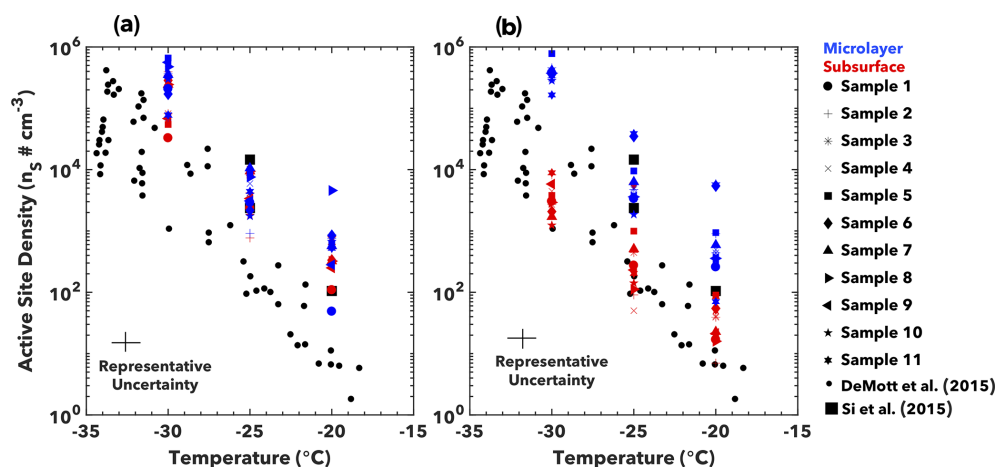 (a)
(b)
Active Site Density (n_s # cm^-3)
10^6
10^4
10^2
10^0
-35
-30
-25
-20
-15
Temperature (°C)
Representative
Uncertainty
10^6
10^4
10^2
10^0
-35
-30
-25
-20
-15
Temperature (°C)
Representative
Uncertainty
Microlayer
Subsurface
Sample 1
Sample 2
Sample 3
Sample 4
Sample 5
Sample 6
Sample 7
Sample 8
Sample 9
Sample 10
Sample 11
DeMott et al. (2015)
Si et al. (2015)